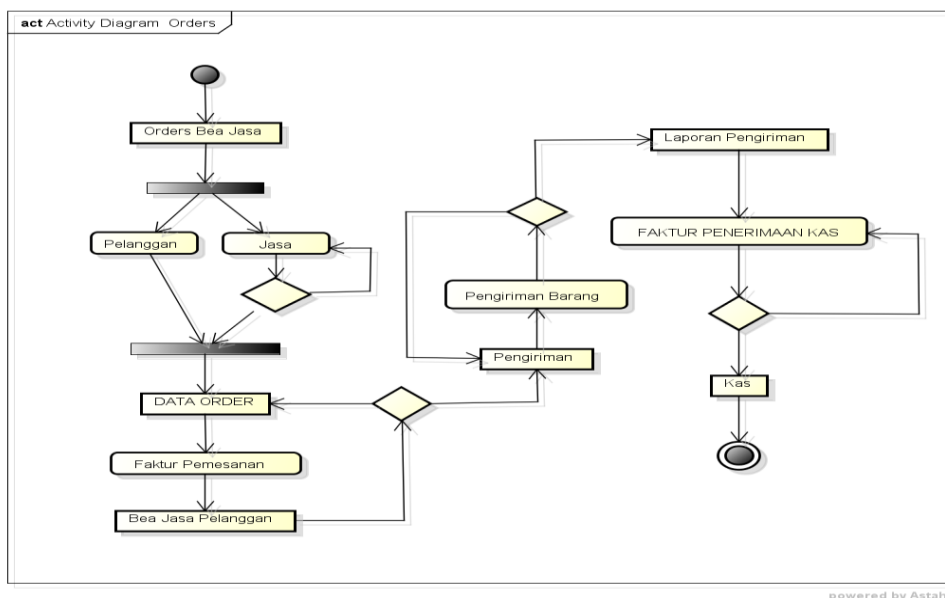 act Activity Diagram Orders
Orders Bea Jasa
Pelanggan
Jasa
DATA ORDER
Faktur Pemesanan
Bea Jasa Pelanggan
Pengiriman Barang
Pengiriman
Laporan Pengiriman
FAKTUR PENERIMAAN KAS
Kas
powered by Astah